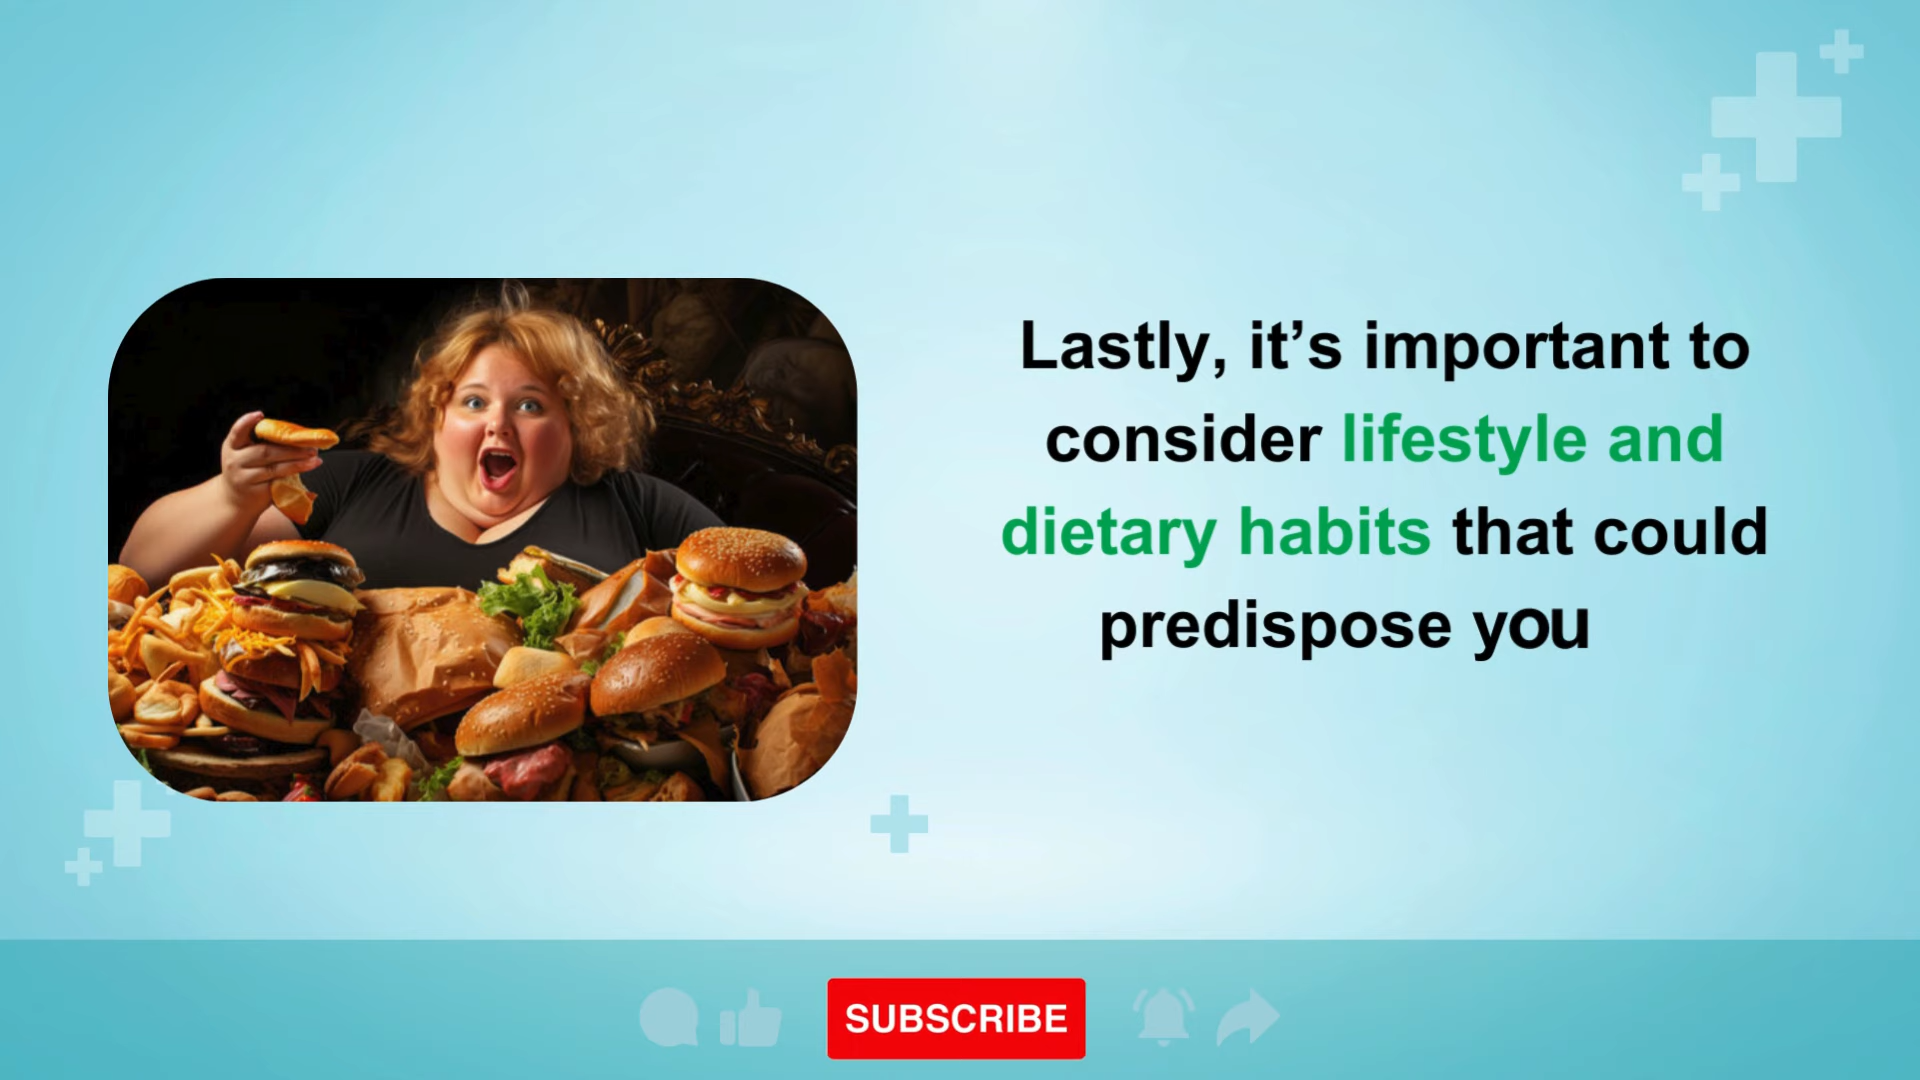 Lastly, it’s important to
consider lifestyle and
dietary habits that could
predispose you
SUBSCRIBE